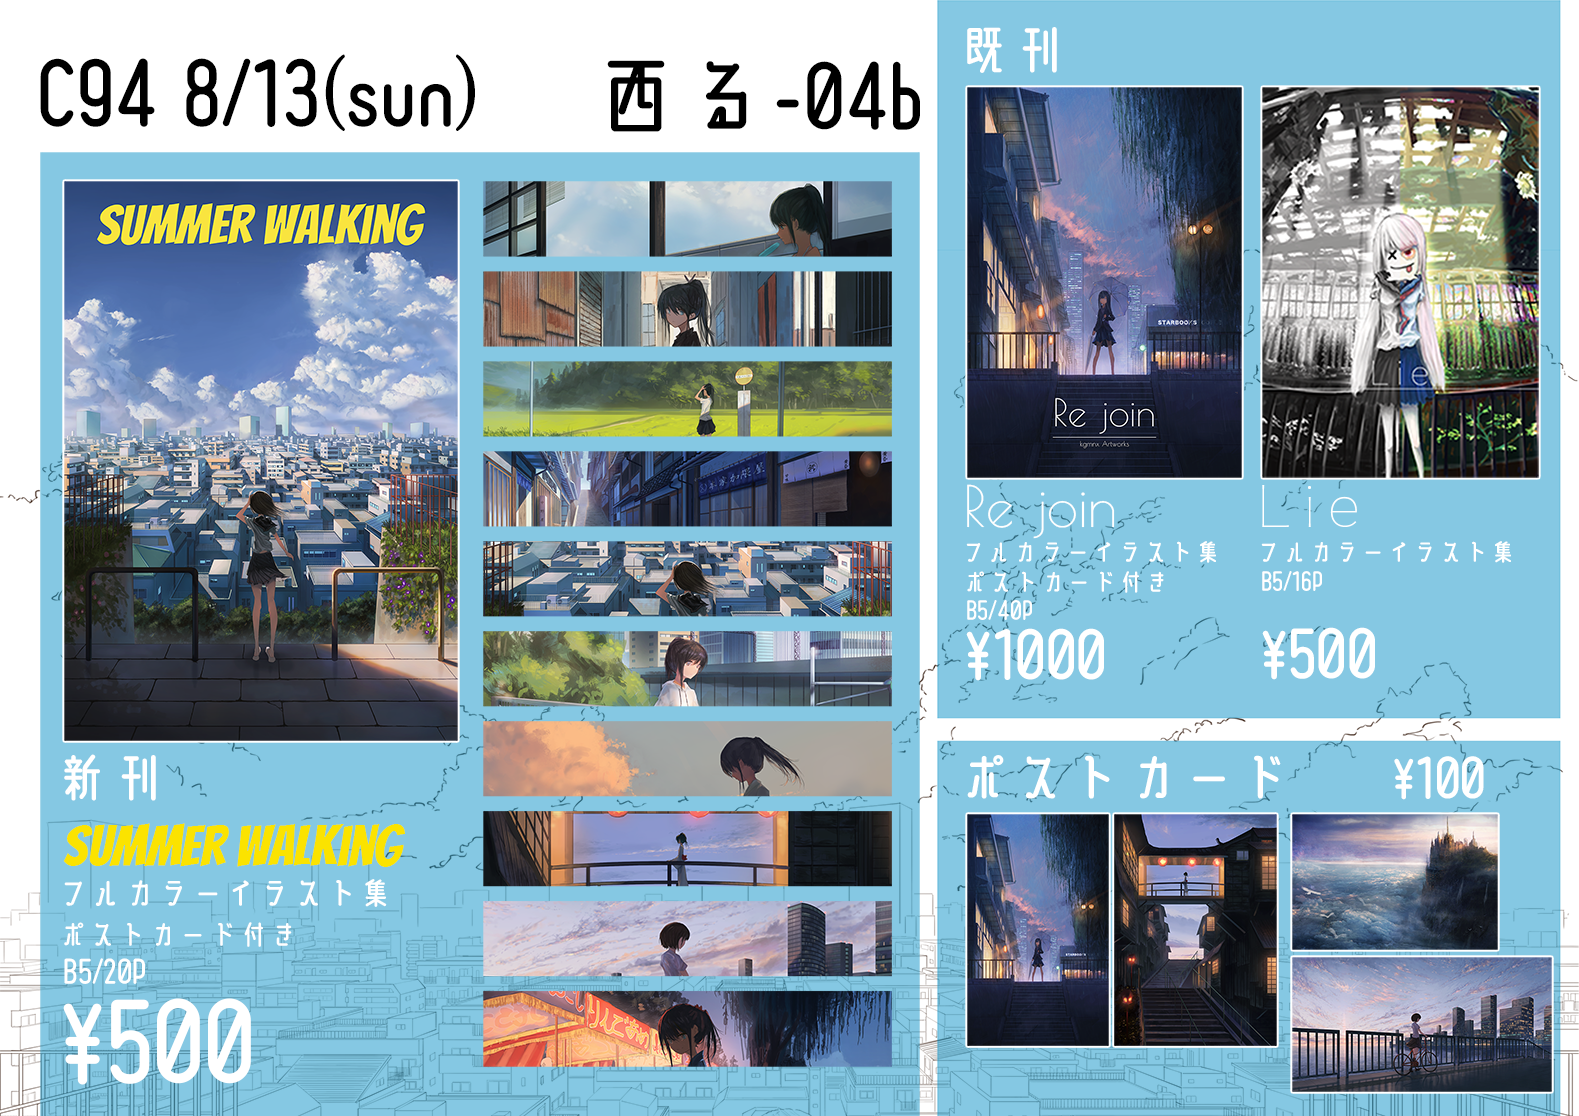 C94 8/13(sun)
西 る -04b
SUMMER WALKING
新刊
SUMMER WALKING
フルカラーイラスト集
ポストカード付き
B5/20P
¥500
既刊
STARBOO
Re join
kgmnx Artworks
Lie
Re join
フルカラーイラスト集
ポストカード付き
B5/40P
¥1000
Lie
フルカラーイラスト集
B5/16P
¥500
ポストカード
¥100